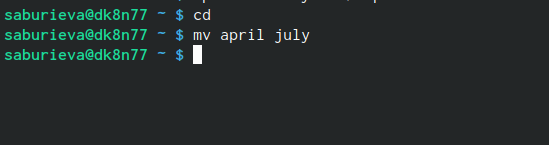 saburieva@dk8n77 ~ $ cd
saburieva@dk8n77 ~ $ mv april july
saburieva@dk8n77 ~ $